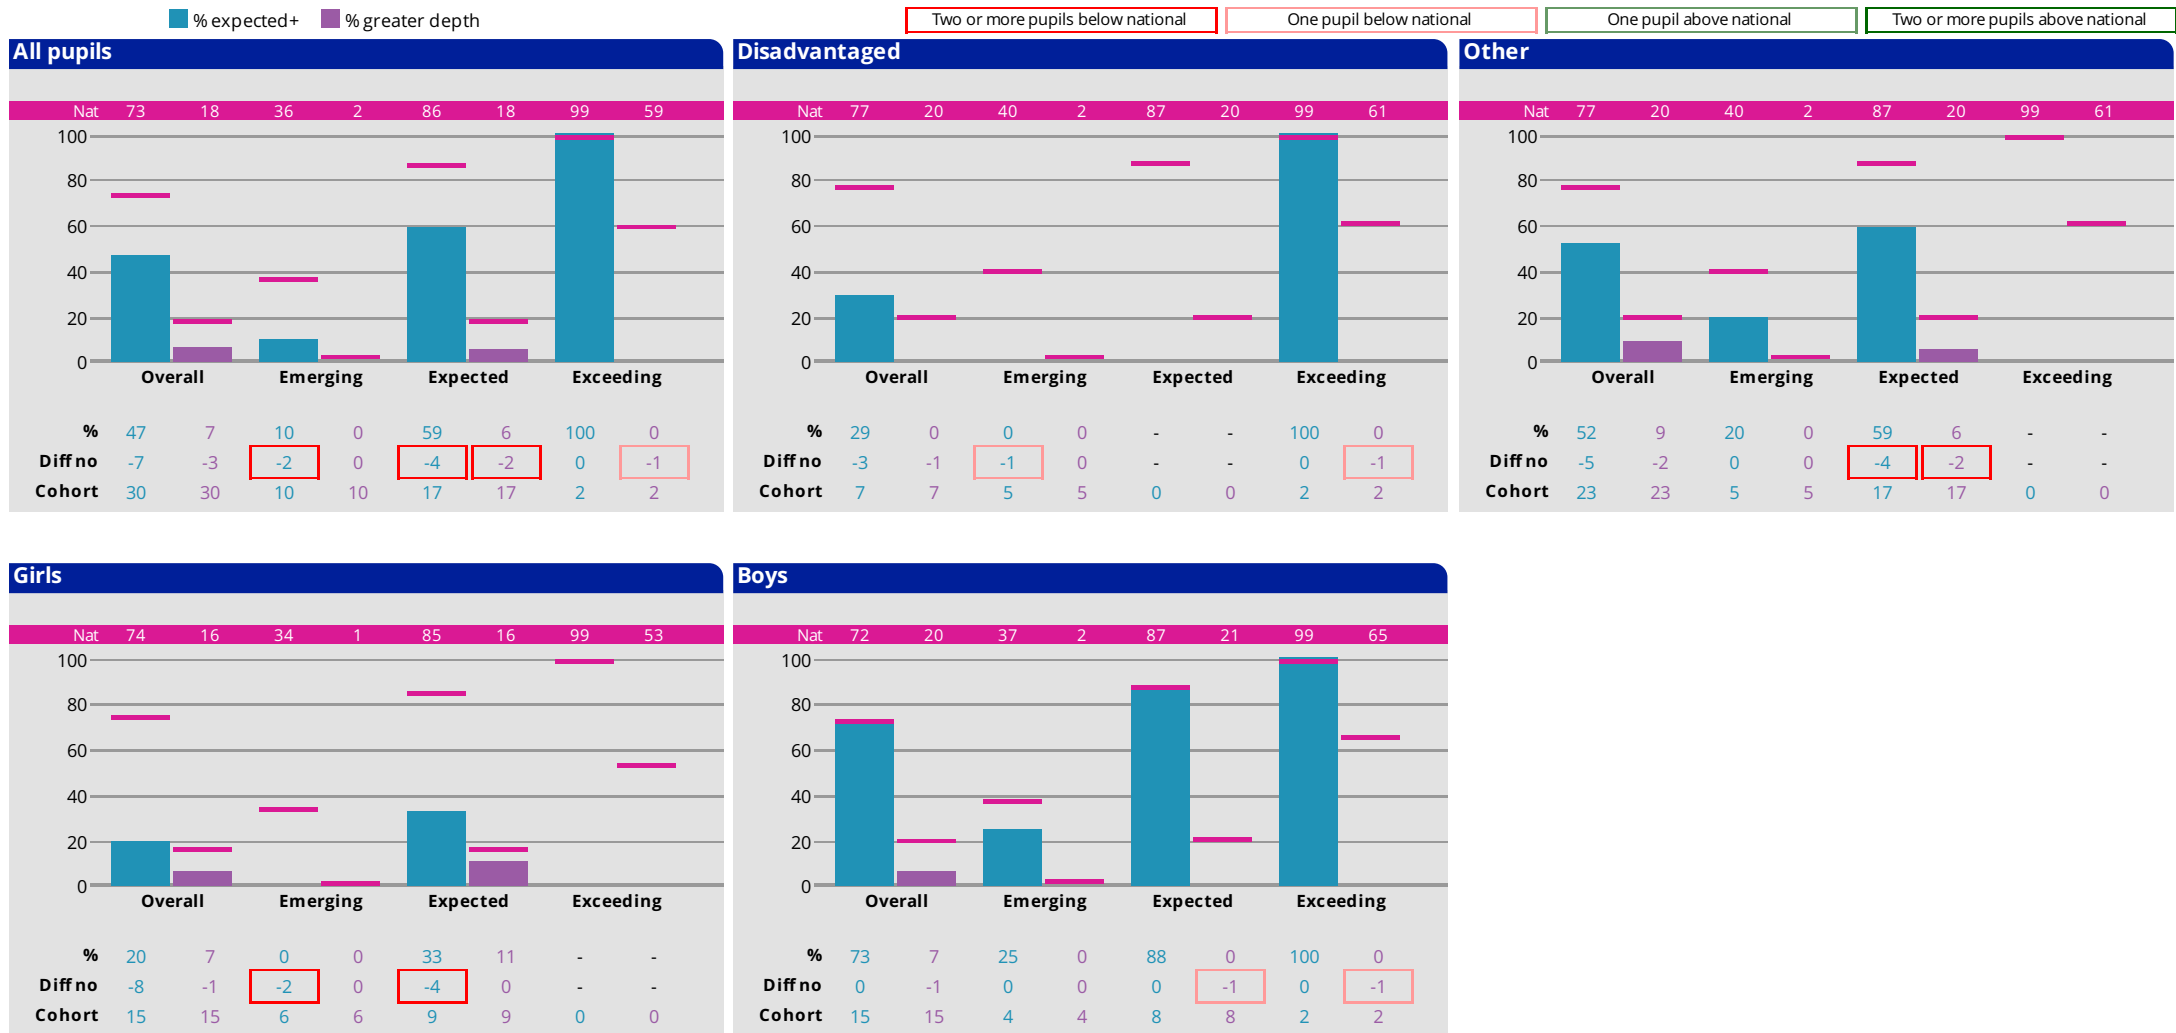 % expected+ % greater depth
Two or more pupils below national One pupil below national One pupil above national Two or more pupils above national
All pupils
Nat 73 18 36 2 86 18 99 59
100
80
60
40
20
0
Overall Emerging Expected Exceeding
% 47 7 10 0 59 6 100 0
Diff no -7 -3 -2 0 -4 -2 0 -1
Cohort 30 30 10 10 17 17 2 2
Disadvantaged
Nat 77 20 40 2 87 20 99 61
100
80
60
40
20
0
Overall Emerging Expected Exceeding
% 29 0 0 0 - - 100 0
Diff no -3 -1 -1 0 - - 0 -1
Cohort 7 7 5 5 0 0 2 2
Other
Nat 77 20 40 2 87 20 99 61
100
80
60
40
20
0
Overall Emerging Expected Exceeding
% 52 9 20 0 59 6 - -
Diff no -5 -2 0 0 -4 -2 - -
Cohort 23 23 5 5 17 17 0 0
Girls
Nat 74 16 34 1 85 16 99 53
100
80
60
40
20
0
Overall Emerging Expected Exceeding
% 20 7 0 0 33 11 - -
Diff no -8 -1 -2 0 -4 0 - -
Cohort 15 15 6 6 9 9 0 0
Boys
Nat 72 20 37 2 87 21 99 65
100
80
60
40
20
0
Overall Emerging Expected Exceeding
% 73 7 25 0 88 0 100 0
Diff no 0 -1 0 0 0 -1 0 -1
Cohort 15 15 4 4 8 8 2 2